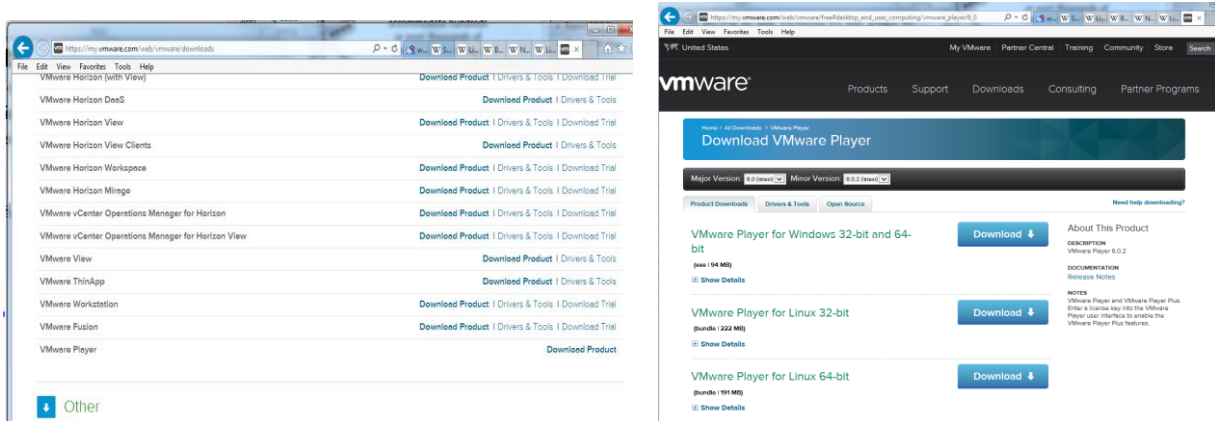 https://my.vmware.com/web/vmware/downloads
File Edit View Favorites Tools Help
VMware Horizon (with View) Download Product | Drivers & Tools | Download Trial
VMware Horizon DaaS Download Product | Drivers & Tools
VMware Horizon View Download Product | Drivers & Tools | Download Trial
VMware Horizon View Clients Download Product | Drivers & Tools
VMware Horizon Workspace Download Product | Drivers & Tools | Download Trial
VMware Horizon Mirage Download Product | Drivers & Tools | Download Trial
VMware vCenter Operations Manager for Horizon Download Product | Drivers & Tools | Download Trial
VMware vCenter Operations Manager for Horizon View Download Product | Drivers & Tools | Download Trial
VMware View Download Product | Drivers & Tools
VMware ThinApp Download Product | Drivers & Tools
VMware Workstation Download Product | Drivers & Tools | Download Trial
VMware Fusion Download Product | Drivers & Tools | Download Trial
VMware Player Download Product
Other
https://my.vmware.com/web/vmware/free#desktop_end_user_computing/vmware_player/6_0
File Edit View Favorites Tools Help
United States My VMware Partner Central Training Community Store Search
vmware
Products Support Downloads Consulting Partner Programs
Home > All Downloads > VMware Player
Download VMware Player
Major Version: 6.0 (latest) Minor Version: 6.0.2 (latest)
Product Downloads Drivers & Tools Open Source Need help downloading?
VMware Player for Windows 32-bit and 64-
bit
(exe | 94 MB)
Show Details
Download
VMware Player for Linux 32-bit
(bundle | 222 MB)
Show Details
Download
VMware Player for Linux 64-bit
(bundle | 191 MB)
Show Details
Download
About This Product
DESCRIPTION
VMware Player 6.0.2
DOCUMENTATION
Release Notes
NOTES
VMware Player and VMware Player Plus.
Enter a license key into the VMware
Player user interface to enable the
VMware Player Plus features.